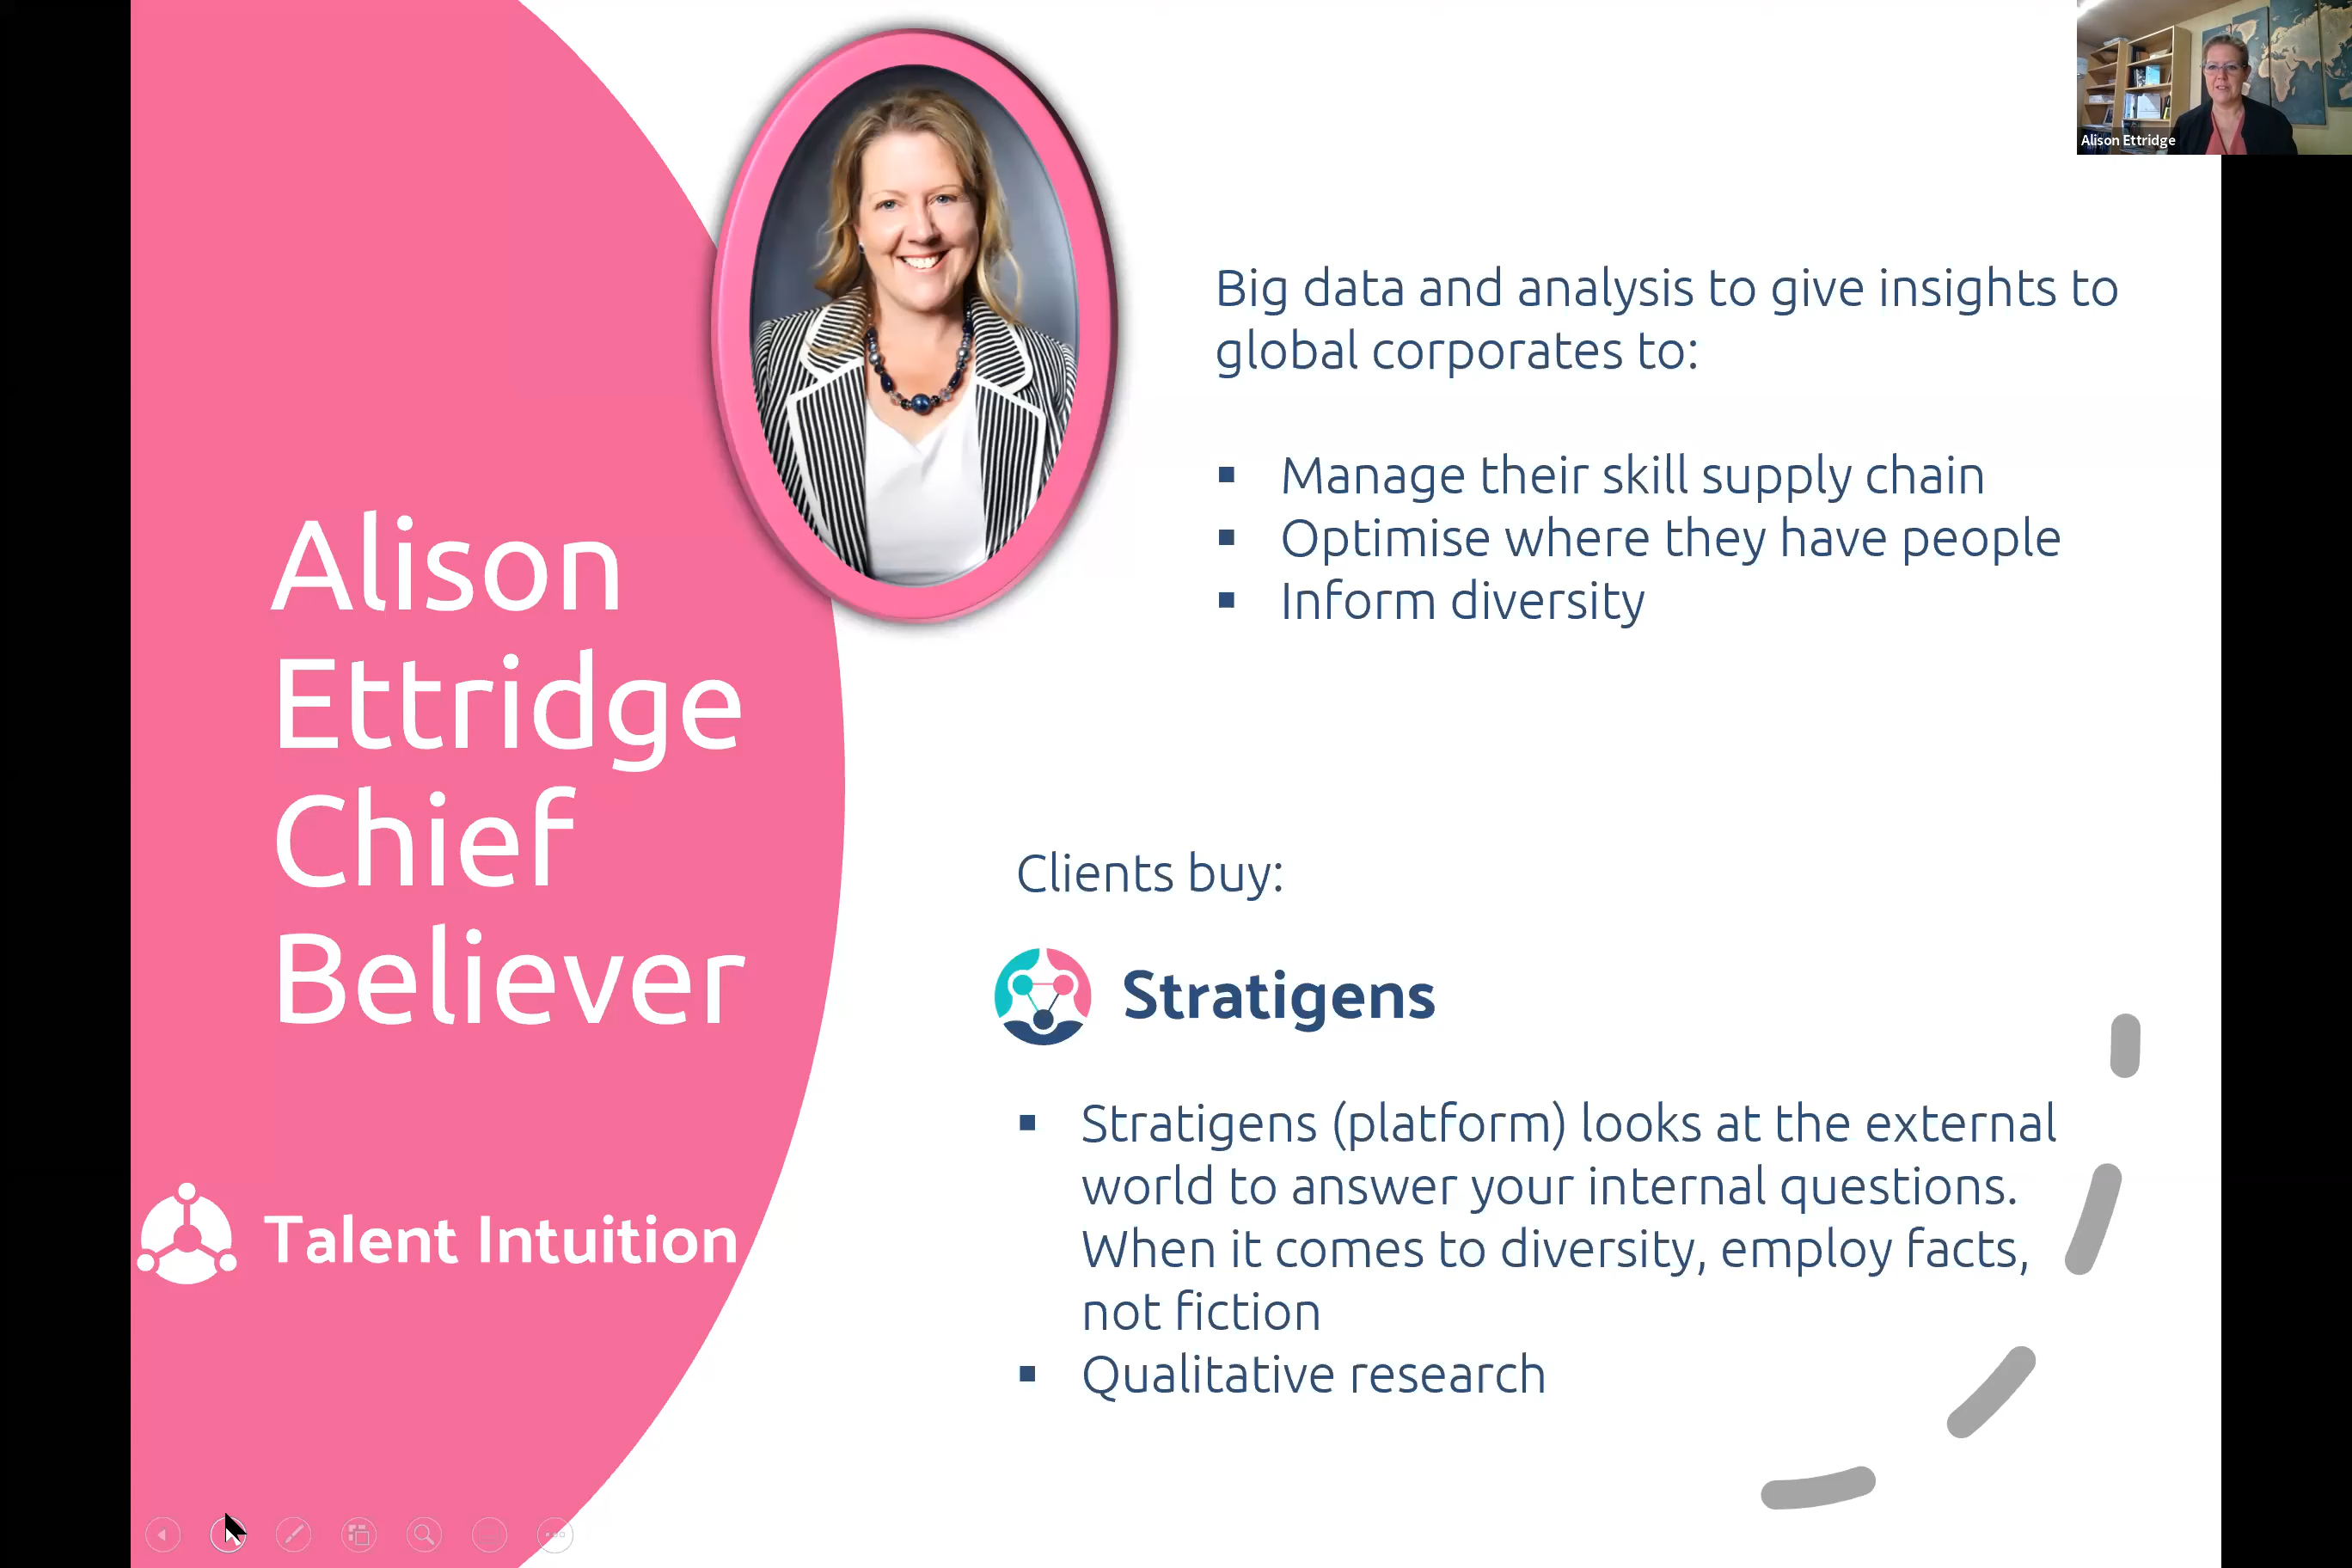 Alison Ettridge
Alison
Ettridge
Chief
Believer
Talent Intuition
Big data and analysis to give insights to
global corporates to:
▪ Manage their skill supply chain
▪ Optimise where they have people
▪ Inform diversity
Clients buy:
Stratigens
▪ Stratigens (platform) looks at the external
world to answer your internal questions.
When it comes to diversity, employ facts,
not fiction
▪ Qualitative research